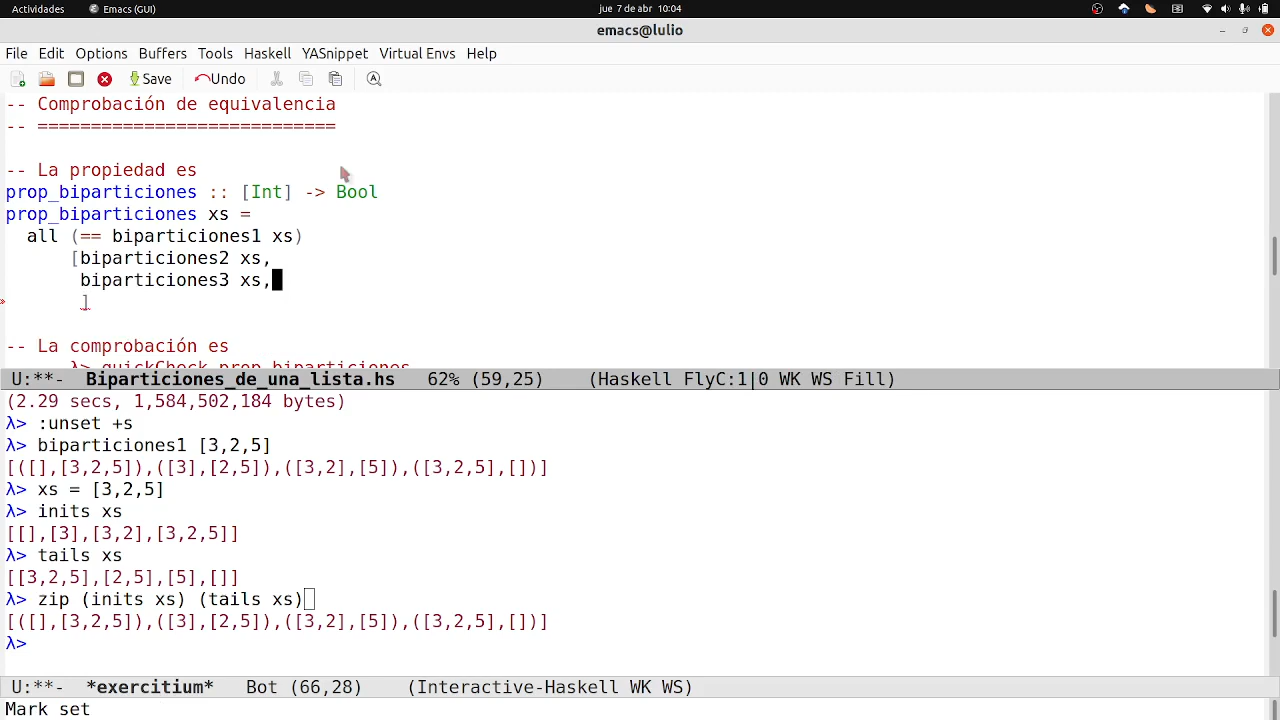 Actividades Emacs (GUI) jue 7 de abr 10:04
emacs@lulio
File Edit Options Buffers Tools Haskell YASnippet Virtual Envs Help
Save Undo
-- Comprobación de equivalencia
-- ============================
-- La propiedad es
prop_biparticiones :: [Int] -> Bool
prop_biparticiones xs =
all (== biparticiones1 xs)
[biparticiones2 xs,
biparticiones3 xs,
]
-- La comprobación es
λ> quickCheck prop_biparticiones
U:**- Biparticiones_de_una_lista.hs 62% (59,25) (Haskell FlyC:1|0 WK WS Fill)
(2.29 secs, 1,584,502,184 bytes)
λ> :unset +s
λ> biparticiones1 [3,2,5]
[([],[3,2,5]),([3],[2,5]),([3,2],[5]),([3,2,5],[])]
λ> xs = [3,2,5]
λ> inits xs
[[],[3],[3,2],[3,2,5]]
λ> tails xs
[[3,2,5],[2,5],[5],[]]
λ> zip (inits xs) (tails xs)
[([],[3,2,5]),([3],[2,5]),([3,2],[5]),([3,2,5],[])]
λ>
U:**- *exercitium* Bot (66,28) (Interactive-Haskell WK WS)
Mark set